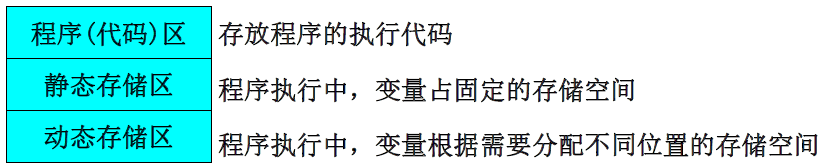 程序(代码)区 存放程序的执行代码
静态存储区 程序执行中，变量占固定的存储空间
动态存储区 程序执行中，变量根据需要分配不同位置的存储空间